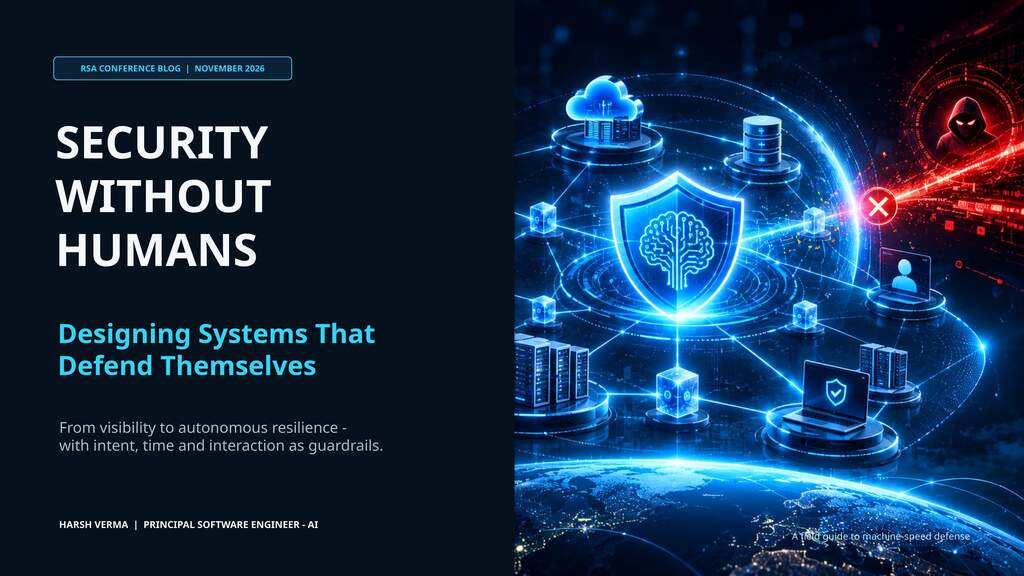 RSA CONFERENCE BLOG | NOVEMBER 2026
SECURITY
WITHOUT
HUMANS
Designing Systems That
Defend Themselves
From visibility to autonomous resilience -
with intent, time and interaction as guardrails.
HARSH VERMA | PRINCIPAL SOFTWARE ENGINEER - AI
A field guide to machine-speed defense